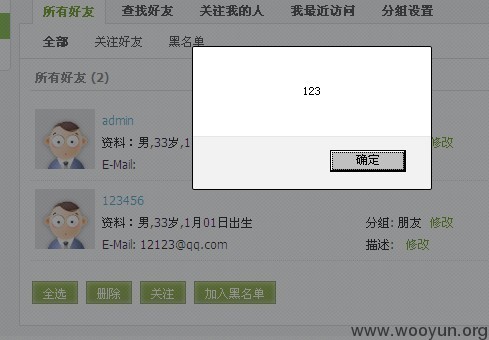 所有好友 查找好友 关注我的人 我最近访问 分组设置
全部 关注好友 黑名单
所有好友 (2)
123
确定
admin
资料：男,33岁,1
修改
E-Mail:
123456
资料：男,33岁,1月01日出生 分组: 朋友 修改
E-Mail: 12123@qq.com 描述: 修改
全选 删除 关注 加入黑名单
www.wooyun.org